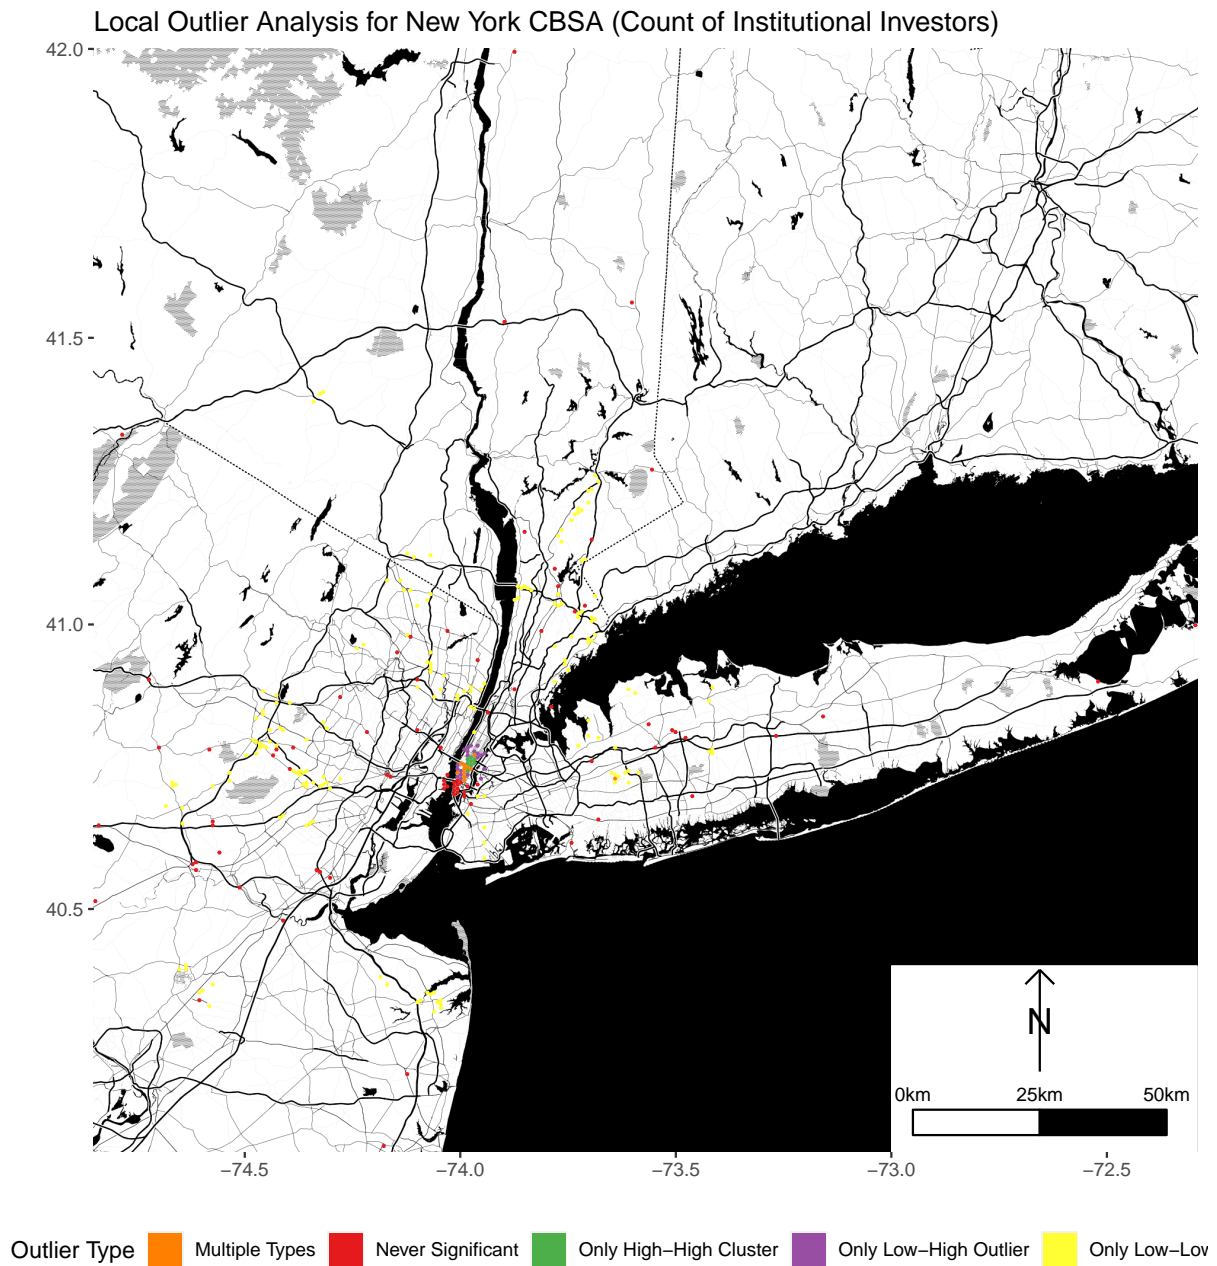 Local Outlier Analysis for New York CBSA (Count of Institutional Investors)
42.0
41.5
41.0
40.5
N
0km 25km 50km
−74.5 −74.0 −73.5 −73.0 −72.5
Outlier Type Multiple Types Never Significant Only High−High Cluster Only Low−High Outlier Only Low−Low